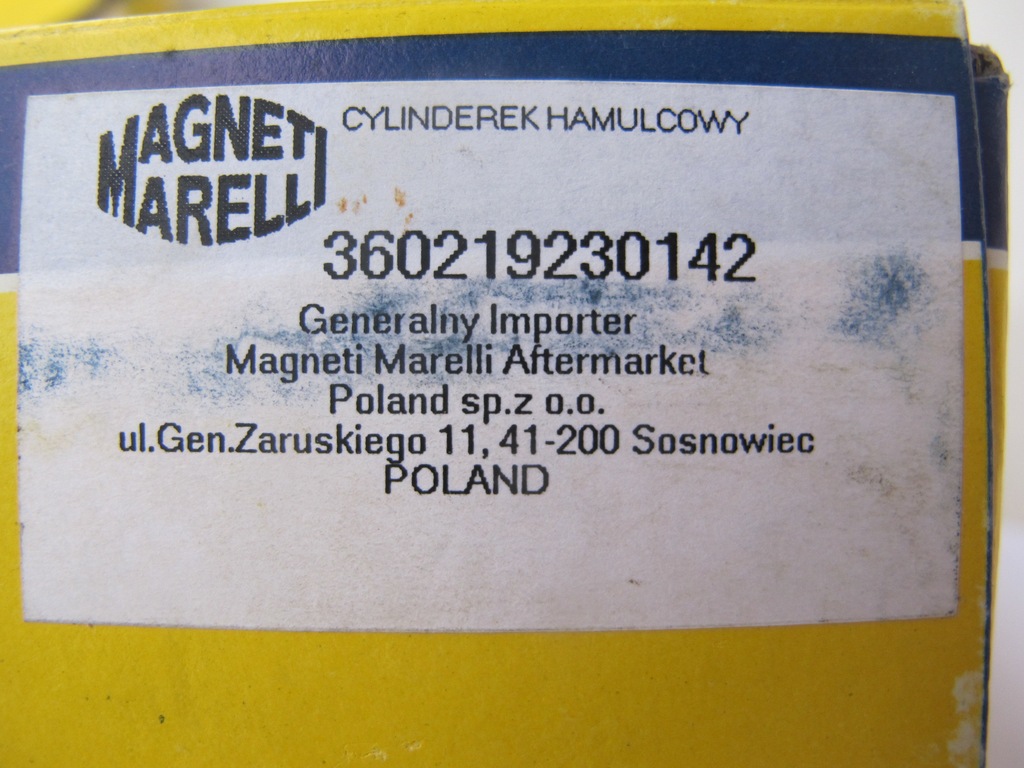 MAGNETI
MARELLI
CYLINDEREK HAMULCOWY
360219230142
Generalny Importer
Magneti Marelli Aftermarket
Poland sp.z o.o.
ul.Gen.Zaruskiego 11, 41-200 Sosnowiec
POLAND